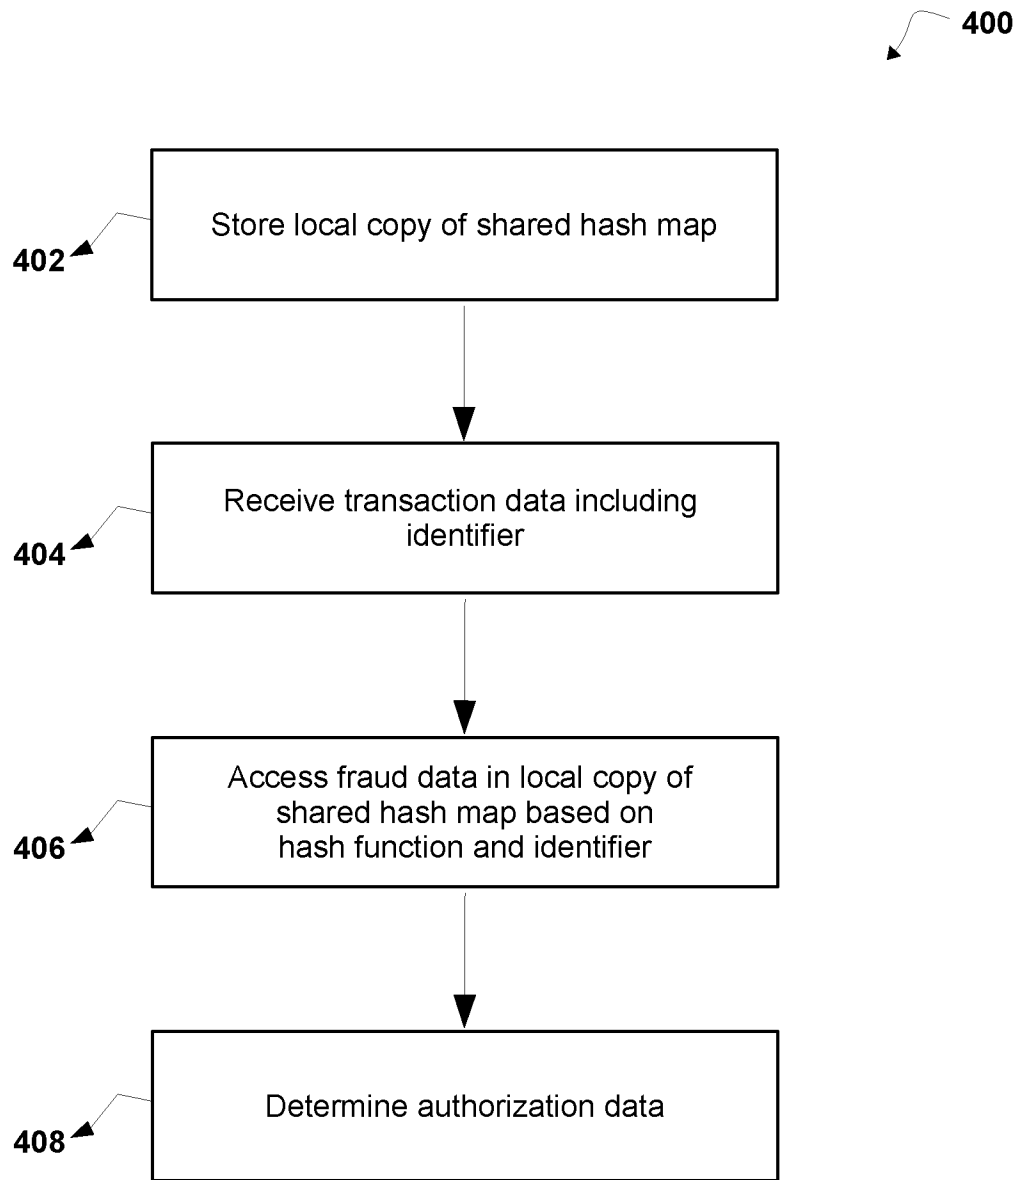 400
Store local copy of shared hash map
402
Receive transaction data including
identifier
404
Access fraud data in local copy of
shared hash map based on
hash function and identifier
406
Determine authorization data
408